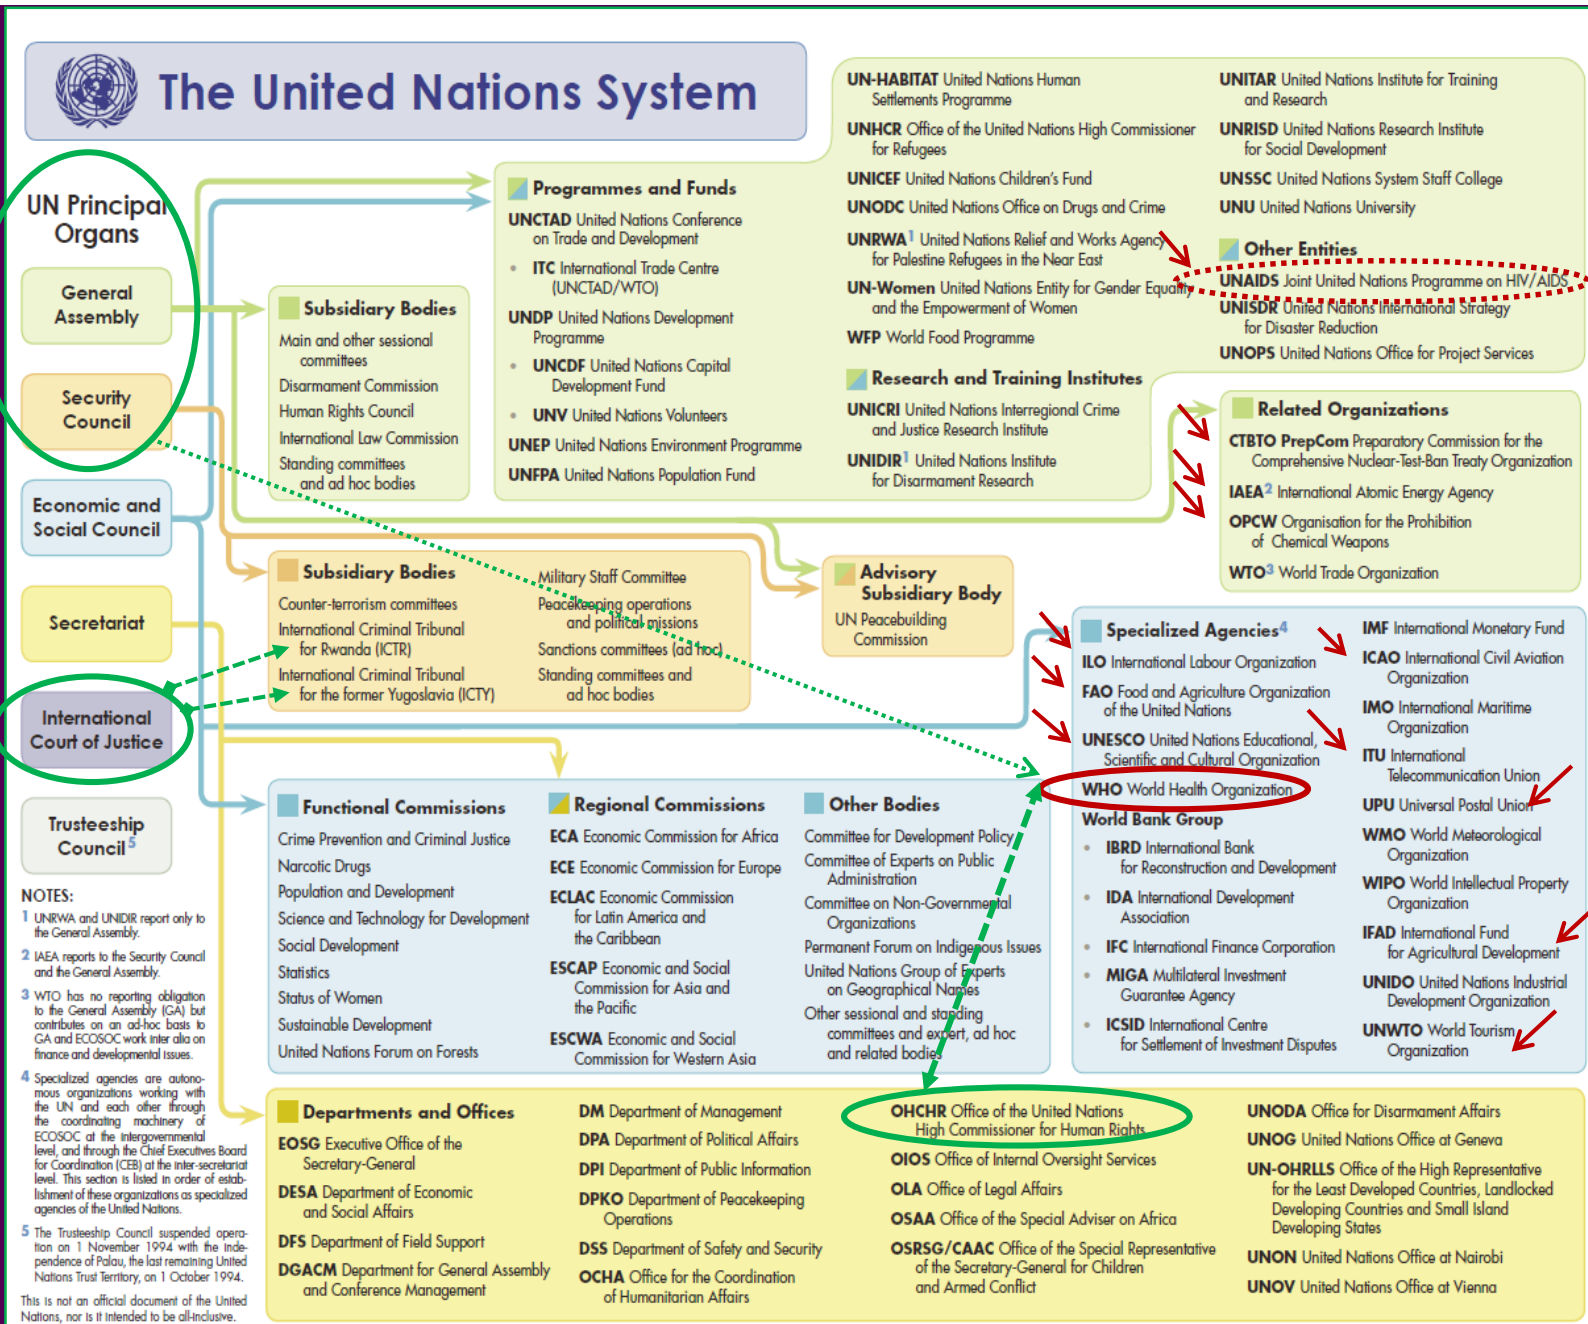 The United Nations System
UN Principal
Organs
General
Assembly
Security
Council
Economic and
Social Council
Secretariat
International
Court of Justice
Trusteeship
Council 5
NOTES:
1 UNRWA and UNIDIR report only to
the General Assembly.
2 IAEA reports to the Security Council
and the General Assembly.
3 WTO has no reporting obligation
to the General Assembly (GA) but
contributes on an ad-hoc basis to
GA and ECOSOC work inter alia on
finance and developmental issues.
4 Specialized agencies are autono-
mous organizations working with
the UN and each other through
the coordinating machinery of
ECOSOC at the intergovernmental
level, and through the Chief Executives Board
for Coordination (CEB) at the inter-secretariat
level. This section is listed in order of estab-
lishment of these organizations as specialized
agencies of the United Nations.
5 The Trusteeship Council suspended opera-
tion on 1 November 1994 with the inde-
pendence of Palau, the last remaining United
Nations Trust Territory, on 1 October 1994.
This is not an official document of the United
Nations, nor is it intended to be all-inclusive.
Subsidiary Bodies
Main and other sessional
committees
Disarmament Commission
Human Rights Council
International Law Commission
Standing committees
and ad hoc bodies
Programmes and Funds
UNCTAD United Nations Conference
on Trade and Development
• ITC International Trade Centre
(UNCTAD/WTO)
UNDP United Nations Development
Programme
• UNCDF United Nations Capital
Development Fund
• UNV United Nations Volunteers
UNEP United Nations Environment Programme
UNFPA United Nations Population Fund
UN-HABITAT United Nations Human
Settlements Programme
UNHCR Office of the United Nations High Commissioner
for Refugees
UNICEF United Nations Children's Fund
UNODC United Nations Office on Drugs and Crime
UNRWA1 United Nations Relief and Works Agency
for Palestine Refugees in the Near East
UN-Women United Nations Entity for Gender Equality
and the Empowerment of Women
WFP World Food Programme
Research and Training Institutes
UNICRI United Nations Interregional Crime
and Justice Research Institute
UNIDIR1 United Nations Institute
for Disarmament Research
UNITAR United Nations Institute for Training
and Research
UNRISD United Nations Research Institute
for Social Development
UNSSC United Nations System Staff College
UNU United Nations University
Other Entities
UNAIDS Joint United Nations Programme on HIV/AIDS
UNISDR United Nations International Strategy
for Disaster Reduction
UNOPS United Nations Office for Project Services
Related Organizations
CTBTO PrepCom Preparatory Commission for the
Comprehensive Nuclear-Test-Ban Treaty Organization
IAEA2 International Atomic Energy Agency
OPCW Organisation for the Prohibition
of Chemical Weapons
WTO3 World Trade Organization
Subsidiary Bodies
Counter-terrorism committees
International Criminal Tribunal
for Rwanda (ICTR)
International Criminal Tribunal
for the former Yugoslavia (ICTY)
Military Staff Committee
Peacekeeping operations
and political missions
Sanctions committees (ad hoc)
Standing committees and
ad hoc bodies
Advisory
Subsidiary Body
UN Peacebuilding
Commission
Specialized Agencies4
ILO International Labour Organization
FAO Food and Agriculture Organization
of the United Nations
UNESCO United Nations Educational,
Scientific and Cultural Organization
WHO World Health Organization
World Bank Group
• IBRD International Bank
for Reconstruction and Development
• IDA International Development
Association
• IFC International Finance Corporation
• MIGA Multilateral Investment
Guarantee Agency
• ICSID International Centre
for Settlement of Investment Disputes
IMF International Monetary Fund
ICAO International Civil Aviation
Organization
IMO International Maritime
Organization
ITU International
Telecommunication Union
UPU Universal Postal Union
WMO World Meteorological
Organization
WIPO World Intellectual Property
Organization
IFAD International Fund
for Agricultural Development
UNIDO United Nations Industrial
Development Organization
UNWTO World Tourism
Organization
Functional Commissions
Crime Prevention and Criminal Justice
Narcotic Drugs
Population and Development
Science and Technology for Development
Social Development
Statistics
Status of Women
Sustainable Development
United Nations Forum on Forests
Regional Commissions
ECA Economic Commission for Africa
ECE Economic Commission for Europe
ECLAC Economic Commission
for Latin America and
the Caribbean
ESCAP Economic and Social
Commission for Asia and
the Pacific
ESCWA Economic and Social
Commission for Western Asia
Other Bodies
Committee for Development Policy
Committee of Experts on Public
Administration
Committee on Non-Governmental
Organizations
Permanent Forum on Indigenous Issues
United Nations Group of Experts
on Geographical Names
Other sessional and standing
committees and expert, ad hoc
and related bodies
Departments and Offices
EOSG Executive Office of the
Secretary-General
DESA Department of Economic
and Social Affairs
DFS Department of Field Support
DGACM Department for General Assembly
and Conference Management
DM Department of Management
DPA Department of Political Affairs
DPI Department of Public Information
DPKO Department of Peacekeeping
Operations
DSS Department of Safety and Security
OCHA Office for the Coordination
of Humanitarian Affairs
OHCHR Office of the United Nations
High Commissioner for Human Rights
OIOS Office of Internal Oversight Services
OLA Office of Legal Affairs
OSAA Office of the Special Adviser on Africa
OSRSG/CAAC Office of the Special Representative
of the Secretary-General for Children
and Armed Conflict
UNODA Office for Disarmament Affairs
UNOG United Nations Office at Geneva
UN-OHRLLS Office of the High Representative
for the Least Developed Countries, Landlocked
Developing Countries and Small Island
Developing States
UNON United Nations Office at Nairobi
UNOV United Nations Office at Vienna